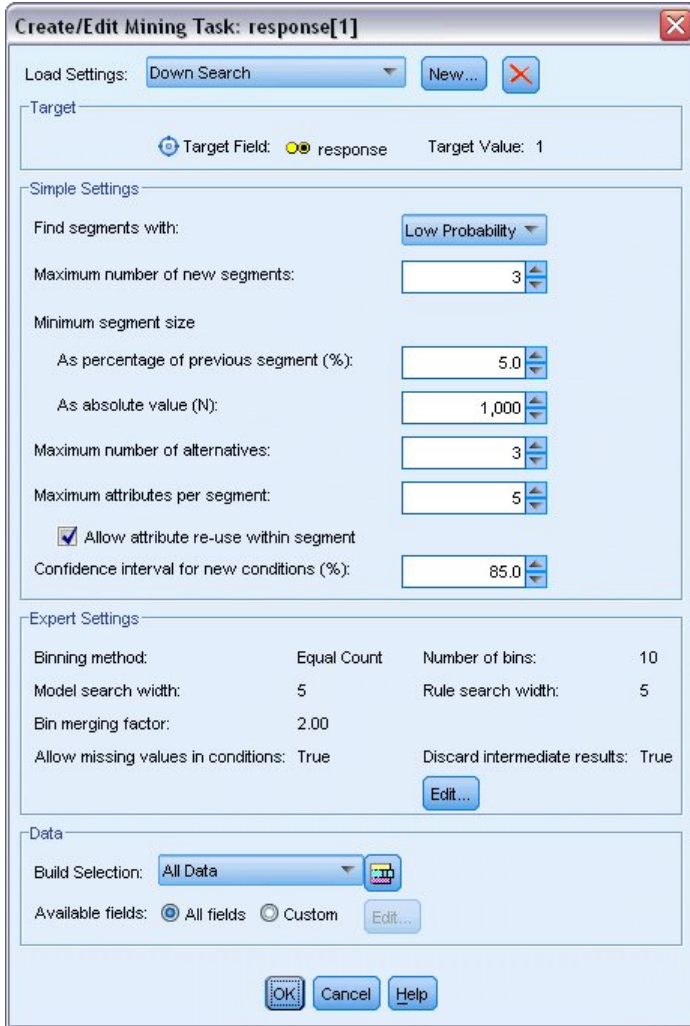 Create/Edit Mining Task: response[1]
Load Settings: Down Search New...
Target
Target Field: response Target Value: 1
Simple Settings
Find segments with: Low Probability
Maximum number of new segments: 3
Minimum segment size
As percentage of previous segment (%): 5.0
As absolute value (N): 1,000
Maximum number of alternatives: 3
Maximum attributes per segment: 5
Allow attribute re-use within segment
Confidence interval for new conditions (%): 85.0
Expert Settings
Binning method: Equal Count Number of bins: 10
Model search width: 5 Rule search width: 5
Bin merging factor: 2.00
Allow missing values in conditions: True Discard intermediate results: True
Edit...
Data
Build Selection: All Data
Available fields: All fields Custom Edit...
OK Cancel Help